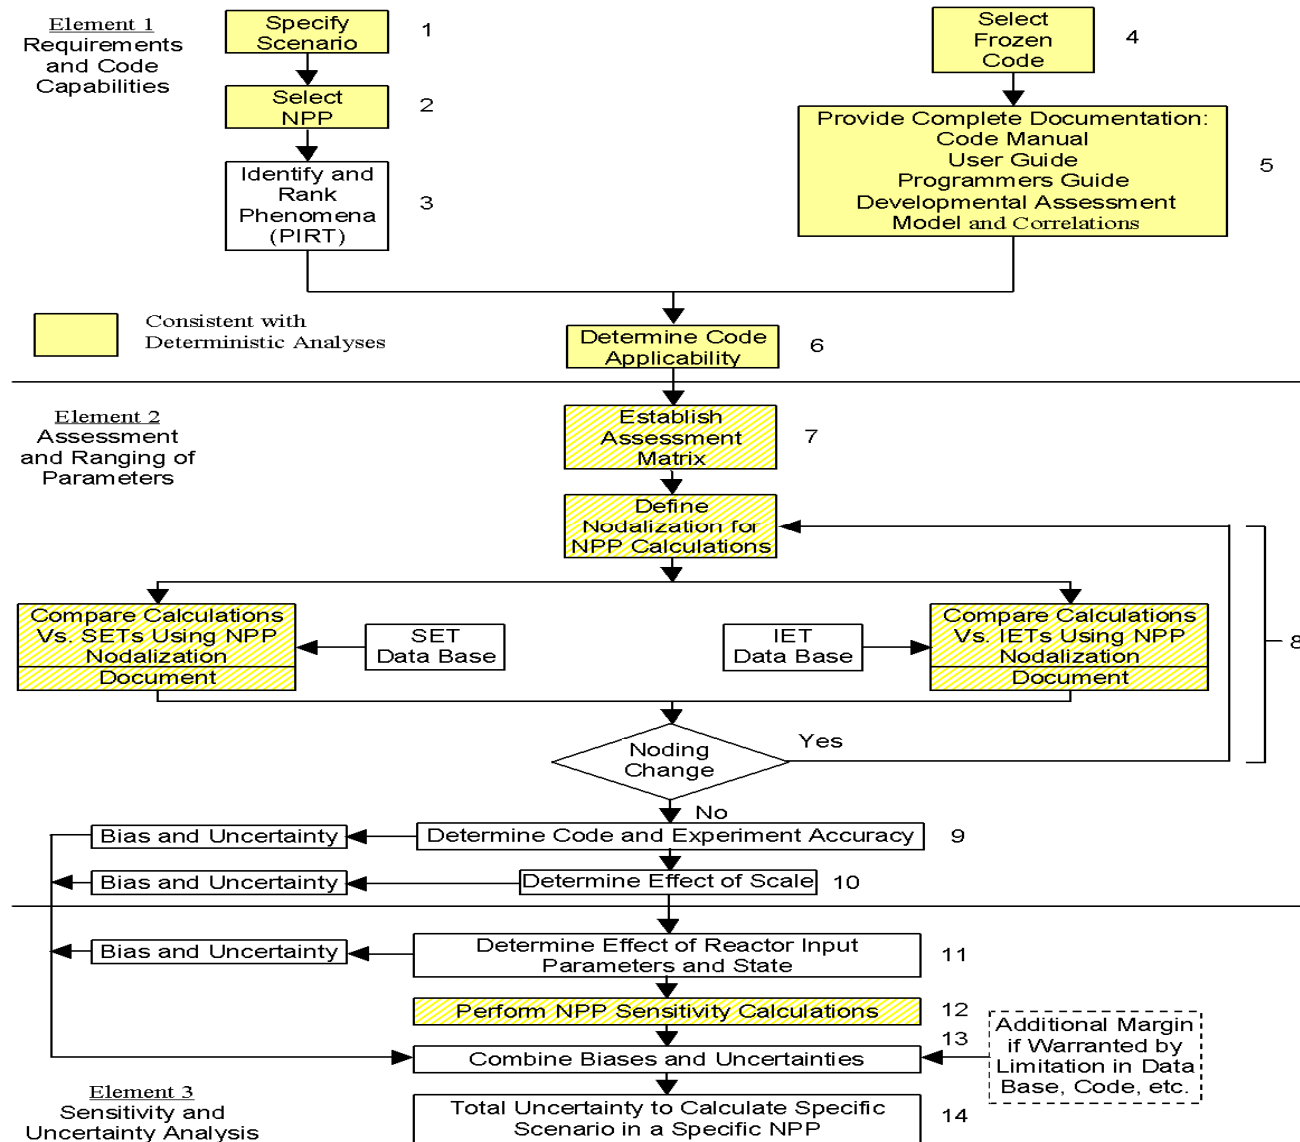 Element 1
Requirements
and Code
Capabilities
Specify
Scenario
1
Select
NPP
2
Identify and
Rank
Phenomena
(PIRT)
3
Select
Frozen
Code
4
Provide Complete Documentation:
Code Manual
User Guide
Programmers Guide
Developmental Assessment
Model and Correlations
5
Consistent with
Deterministic Analyses
Determine Code
Applicability
6
Element 2
Assessment
and Ranging of
Parameters
Establish
Assessment
Matrix
7
Define
Nodalization for
NPP Calculations
Compare Calculations
Vs. SETs Using NPP
Nodalization
Document
SET
Data Base
IET
Data Base
Compare Calculations
Vs. IETs Using NPP
Nodalization
Document
8
Noding
Change
Yes
No
Bias and Uncertainty
Determine Code and Experiment Accuracy
9
Bias and Uncertainty
Determine Effect of Scale
10
Bias and Uncertainty
Determine Effect of Reactor Input
Parameters and State
11
Perform NPP Sensitivity Calculations
12
Combine Biases and Uncertainties
13
Additional Margin
if Warranted by
Limitation in Data
Base, Code, etc.
Element 3
Sensitivity and
Uncertainty Analysis
Total Uncertainty to Calculate Specific
Scenario in a Specific NPP
14